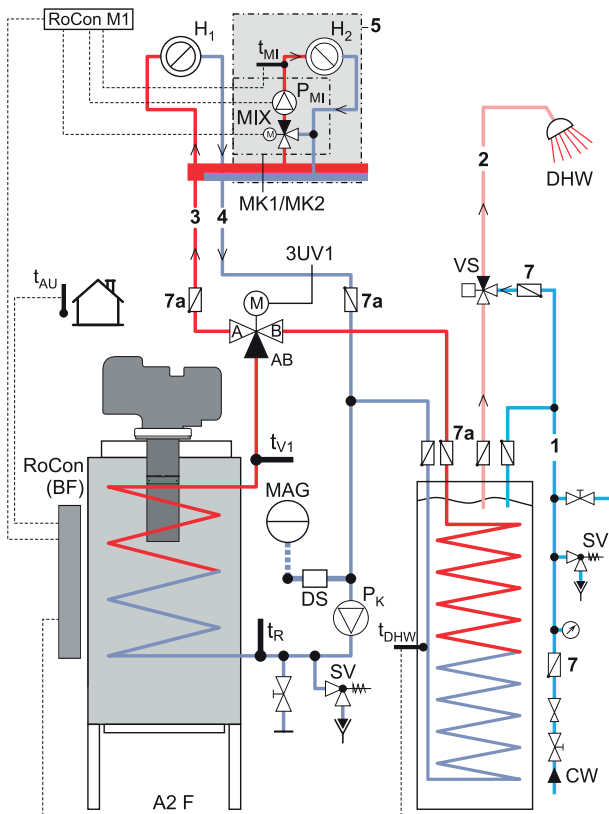 RoCon M1
H1
tMI
H2
5
PMI
MIX
M
MK1/MK2
2
DHW
3
4
tAU
3UV1
7a
M
7a
VS
7
A
B
AB
7a
1
RoCon
(BF)
tV1
MAG
SV
DS
PK
tR
tDHW
SV
7
CW
A2 F